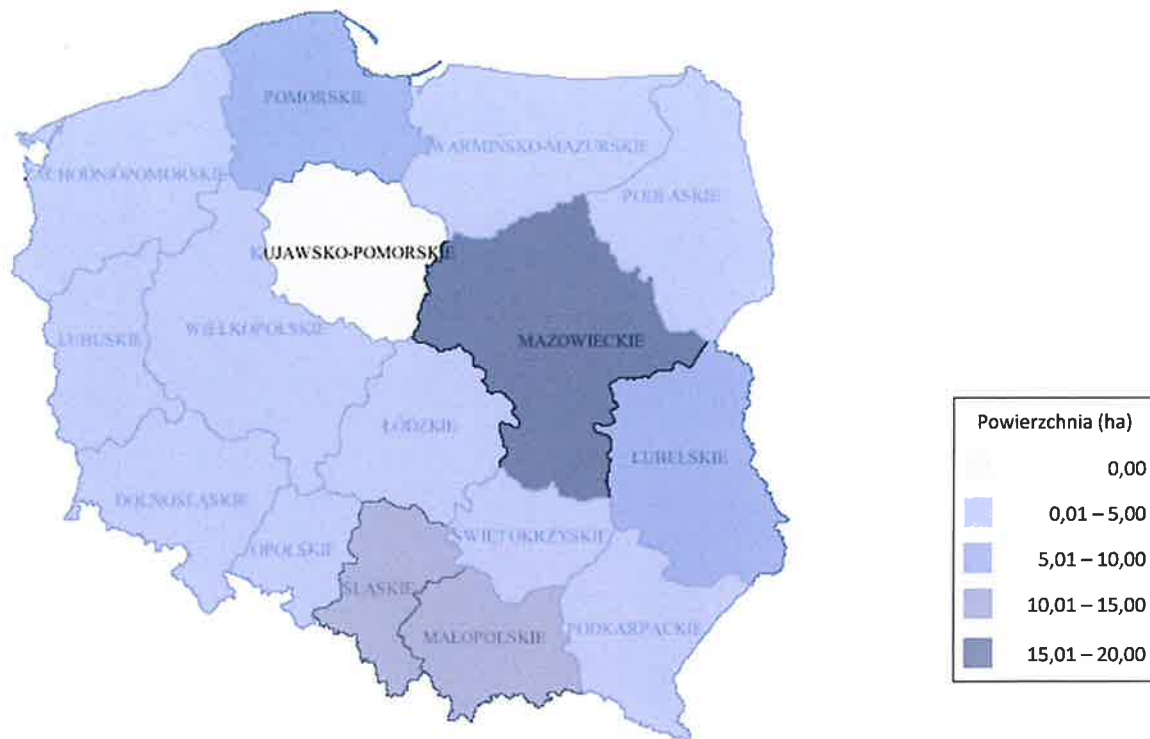 POMORSKIE
WARMIŃSKO-MAZURSKIE
ZACHODNIOPOMORSKIE
PODLASKIE
KUJAWSKO-POMORSKIE
WIELKOPOLSKIE
LUBUSKIE
MAZOWIECKIE
ŁÓDZKIE
LUBELSKIE
DOLNOŚLĄSKIE
ŚWIĘTOKRZYSKIE
OPOLSKIE
ŚLĄSKIE
MAŁOPOLSKIE
PODKARPACKIE
Powierzchnia (ha)
0,00
0,01 – 5,00
5,01 – 10,00
10,01 – 15,00
15,01 – 20,00